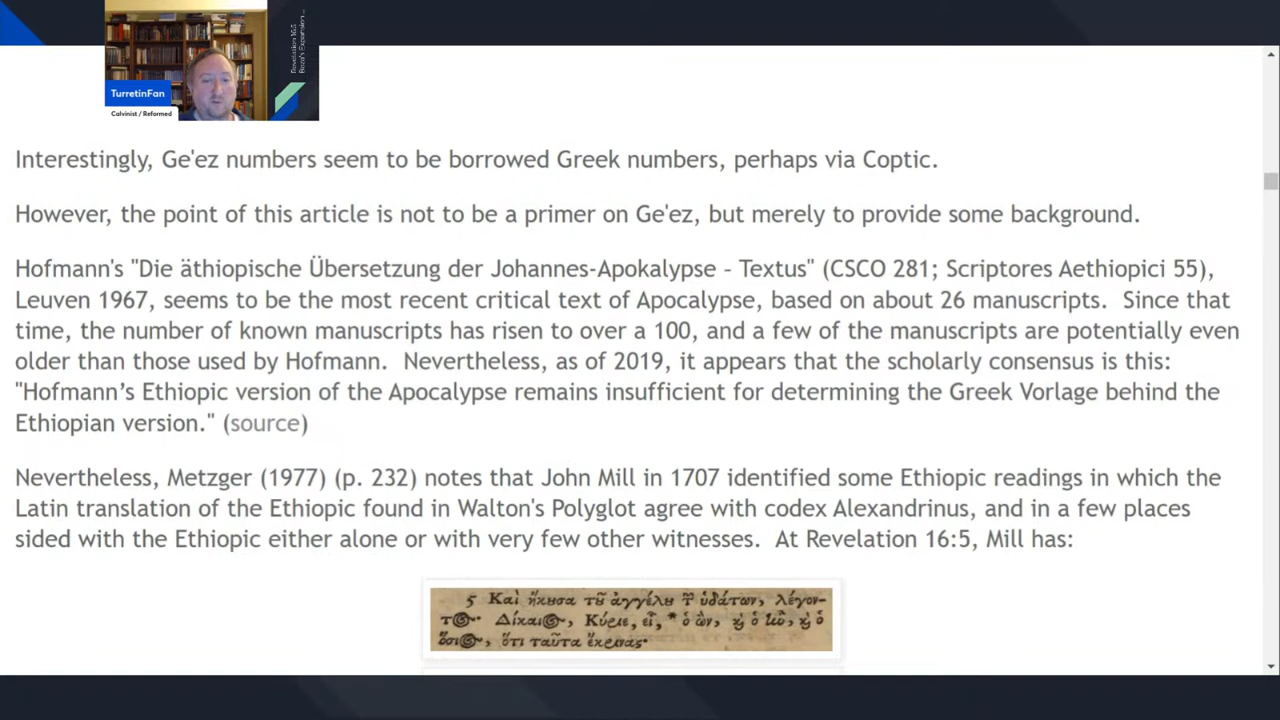 TurretinFan
Calvinist / Reformed
Revelation 16:5
Interestingly, Ge'ez numbers seem to be borrowed Greek numbers, perhaps via Coptic.
However, the point of this article is not to be a primer on Ge'ez, but merely to provide some background.
Hofmann's "Die äthiopische Übersetzung der Johannes-Apokalypse – Textus" (CSCO 281; Scriptores Aethiopici 55),
Leuven 1967, seems to be the most recent critical text of Apocalypse, based on about 26 manuscripts.  Since that
time, the number of known manuscripts has risen to over a 100, and a few of the manuscripts are potentially even
older than those used by Hofmann.  Nevertheless, as of 2019, it appears that the scholarly consensus is this:
"Hofmann’s Ethiopic version of the Apocalypse remains insufficient for determining the Greek Vorlage behind the
Ethiopian version." (source)
Nevertheless, Metzger (1977) (p. 232) notes that John Mill in 1707 identified some Ethiopic readings in which the
Latin translation of the Ethiopic found in Walton's Polyglot agree with codex Alexandrinus, and in a few places
sided with the Ethiopic either alone or with very few other witnesses.  At Revelation 16:5, Mill has:
5 Καὶ ἤκουσα τοῦ ἀγγέλου τῶν ὑδάτων, λέγον-
τος· Δίκαιος, Κύριε, εἶ, * ὁ ὢν, καὶ ὁ ἦν, καὶ ὁ
ὅσιος, ὅτι ταῦτα ἔκρινας·